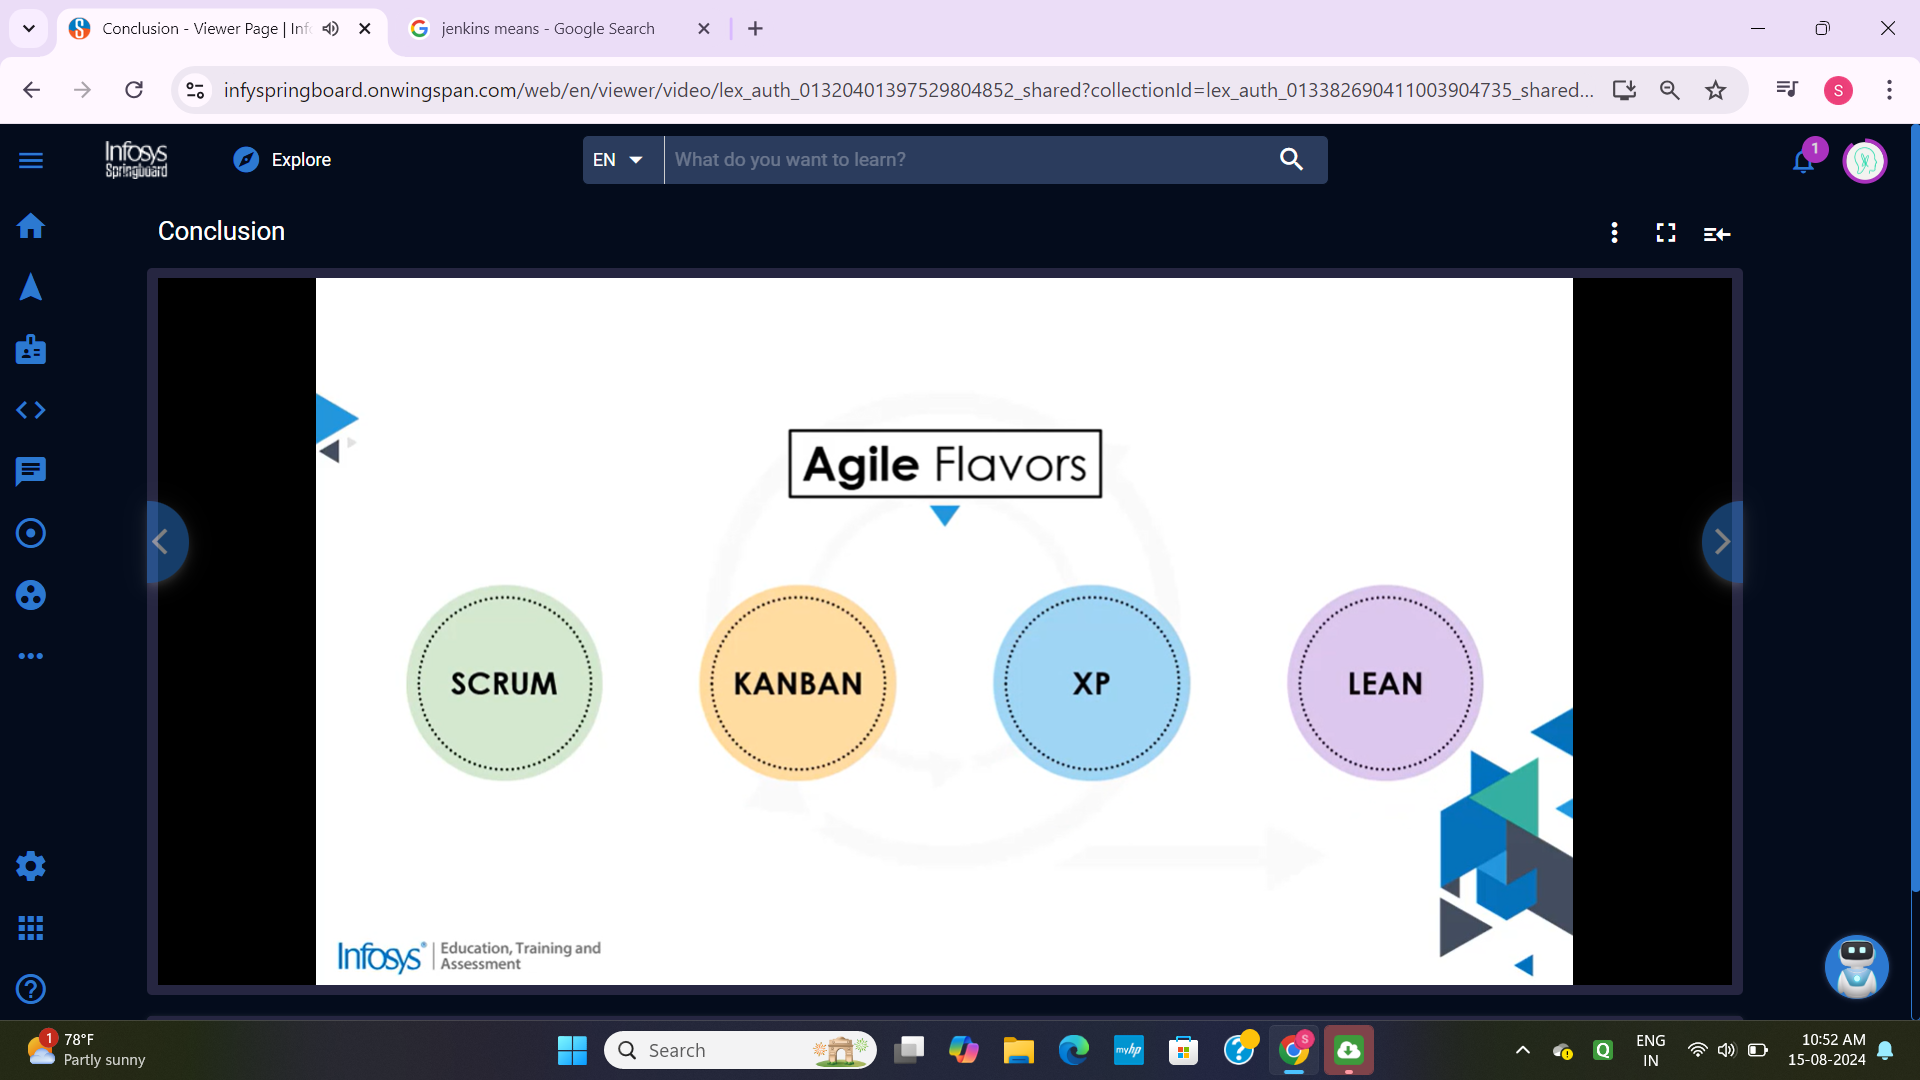 Conclusion - Viewer Page | Inf
jenkins means - Google Search
infyspringboard.onwingspan.com/web/en/viewer/video/lex_auth_01320401397529804852_shared?collectionId=lex_auth_013382690411003904735_shared...
S
Infosys
Springboard
Explore
EN
What do you want to learn?
1
Conclusion
Agile Flavors
SCRUM
KANBAN
XP
LEAN
Infosys
Education, Training and
Assessment
1
78°F
Partly sunny
Search
myhp
S
Q
ENG
IN
10:52 AM
15-08-2024